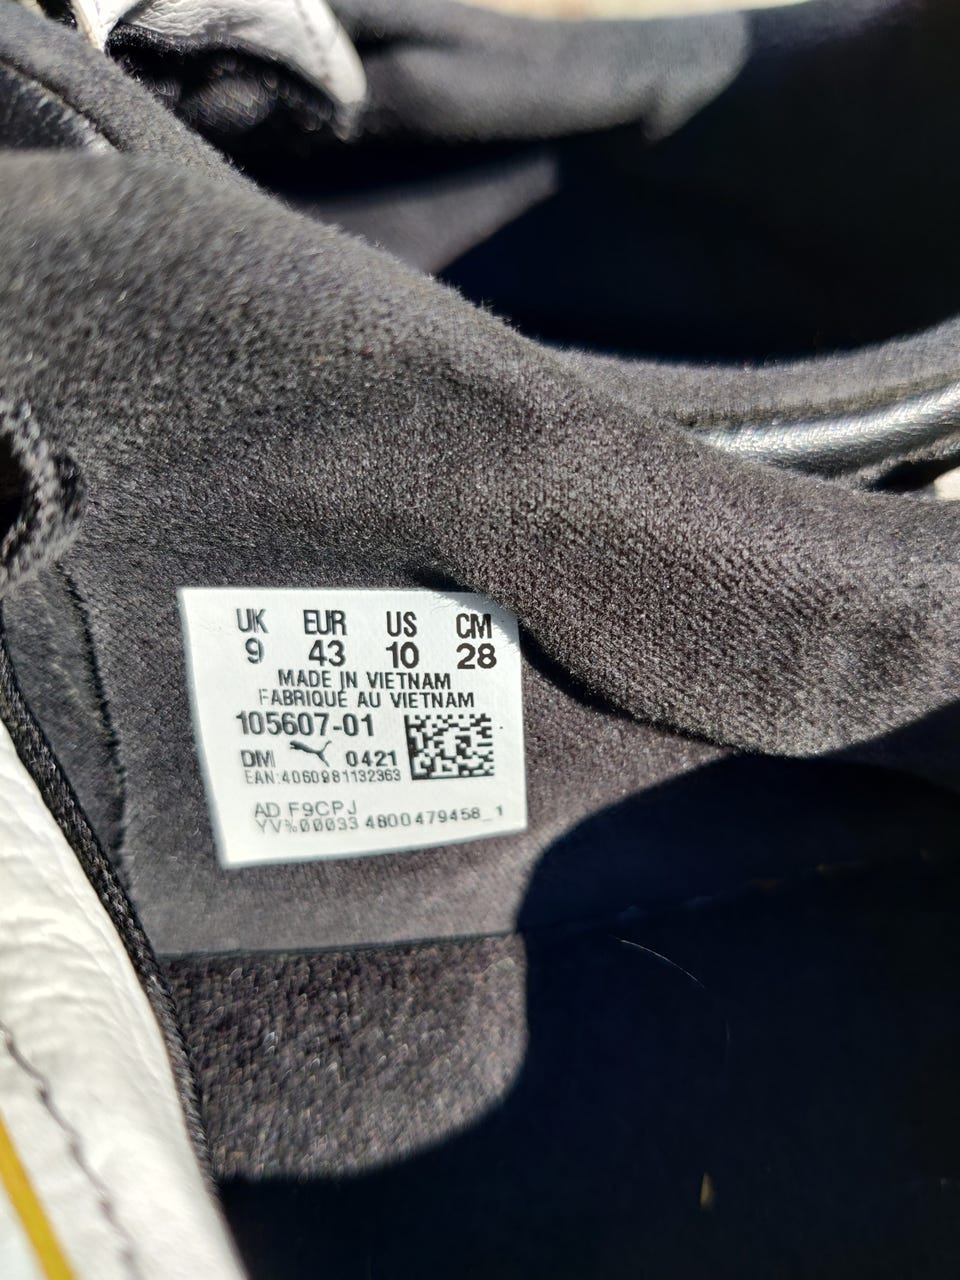 UK EUR US CM
9 43 10 28
MADE IN VIETNAM
FABRIQUÉ AU VIETNAM
105607-01
DM 0421
EAN:4060981132363
AD F9CPJ
YV%00033 4800479458_1